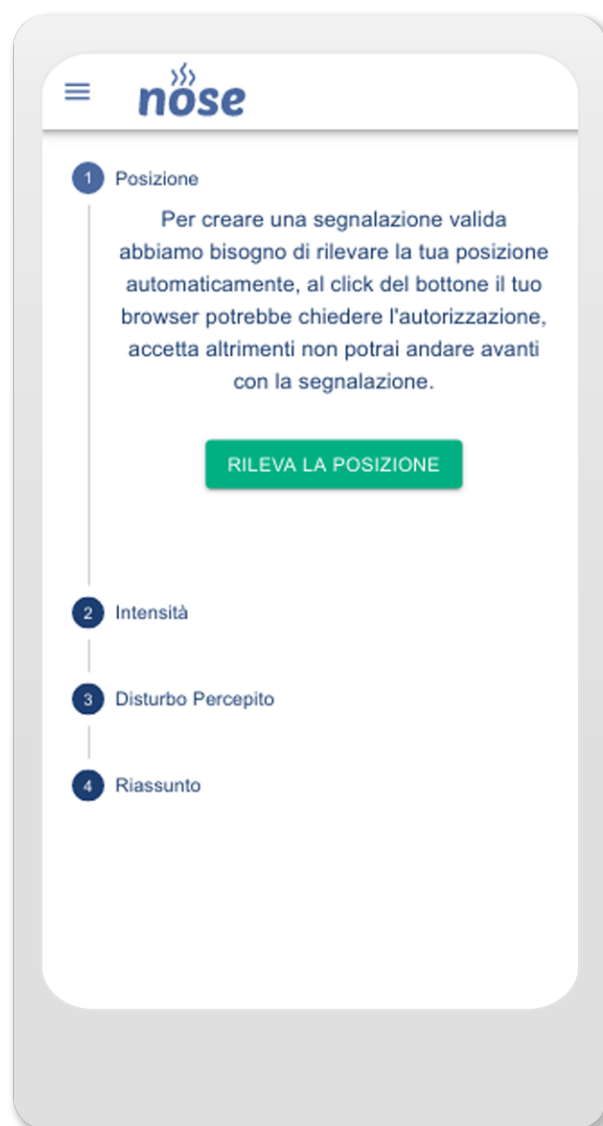 nose
1 Posizione
Per creare una segnalazione valida
abbiamo bisogno di rilevare la tua posizione
automaticamente, al click del bottone il tuo
browser potrebbe chiedere l'autorizzazione,
accetta altrimenti non potrai andare avanti
con la segnalazione.
RILEVA LA POSIZIONE
2 Intensità
3 Disturbo Percepito
4 Riassunto